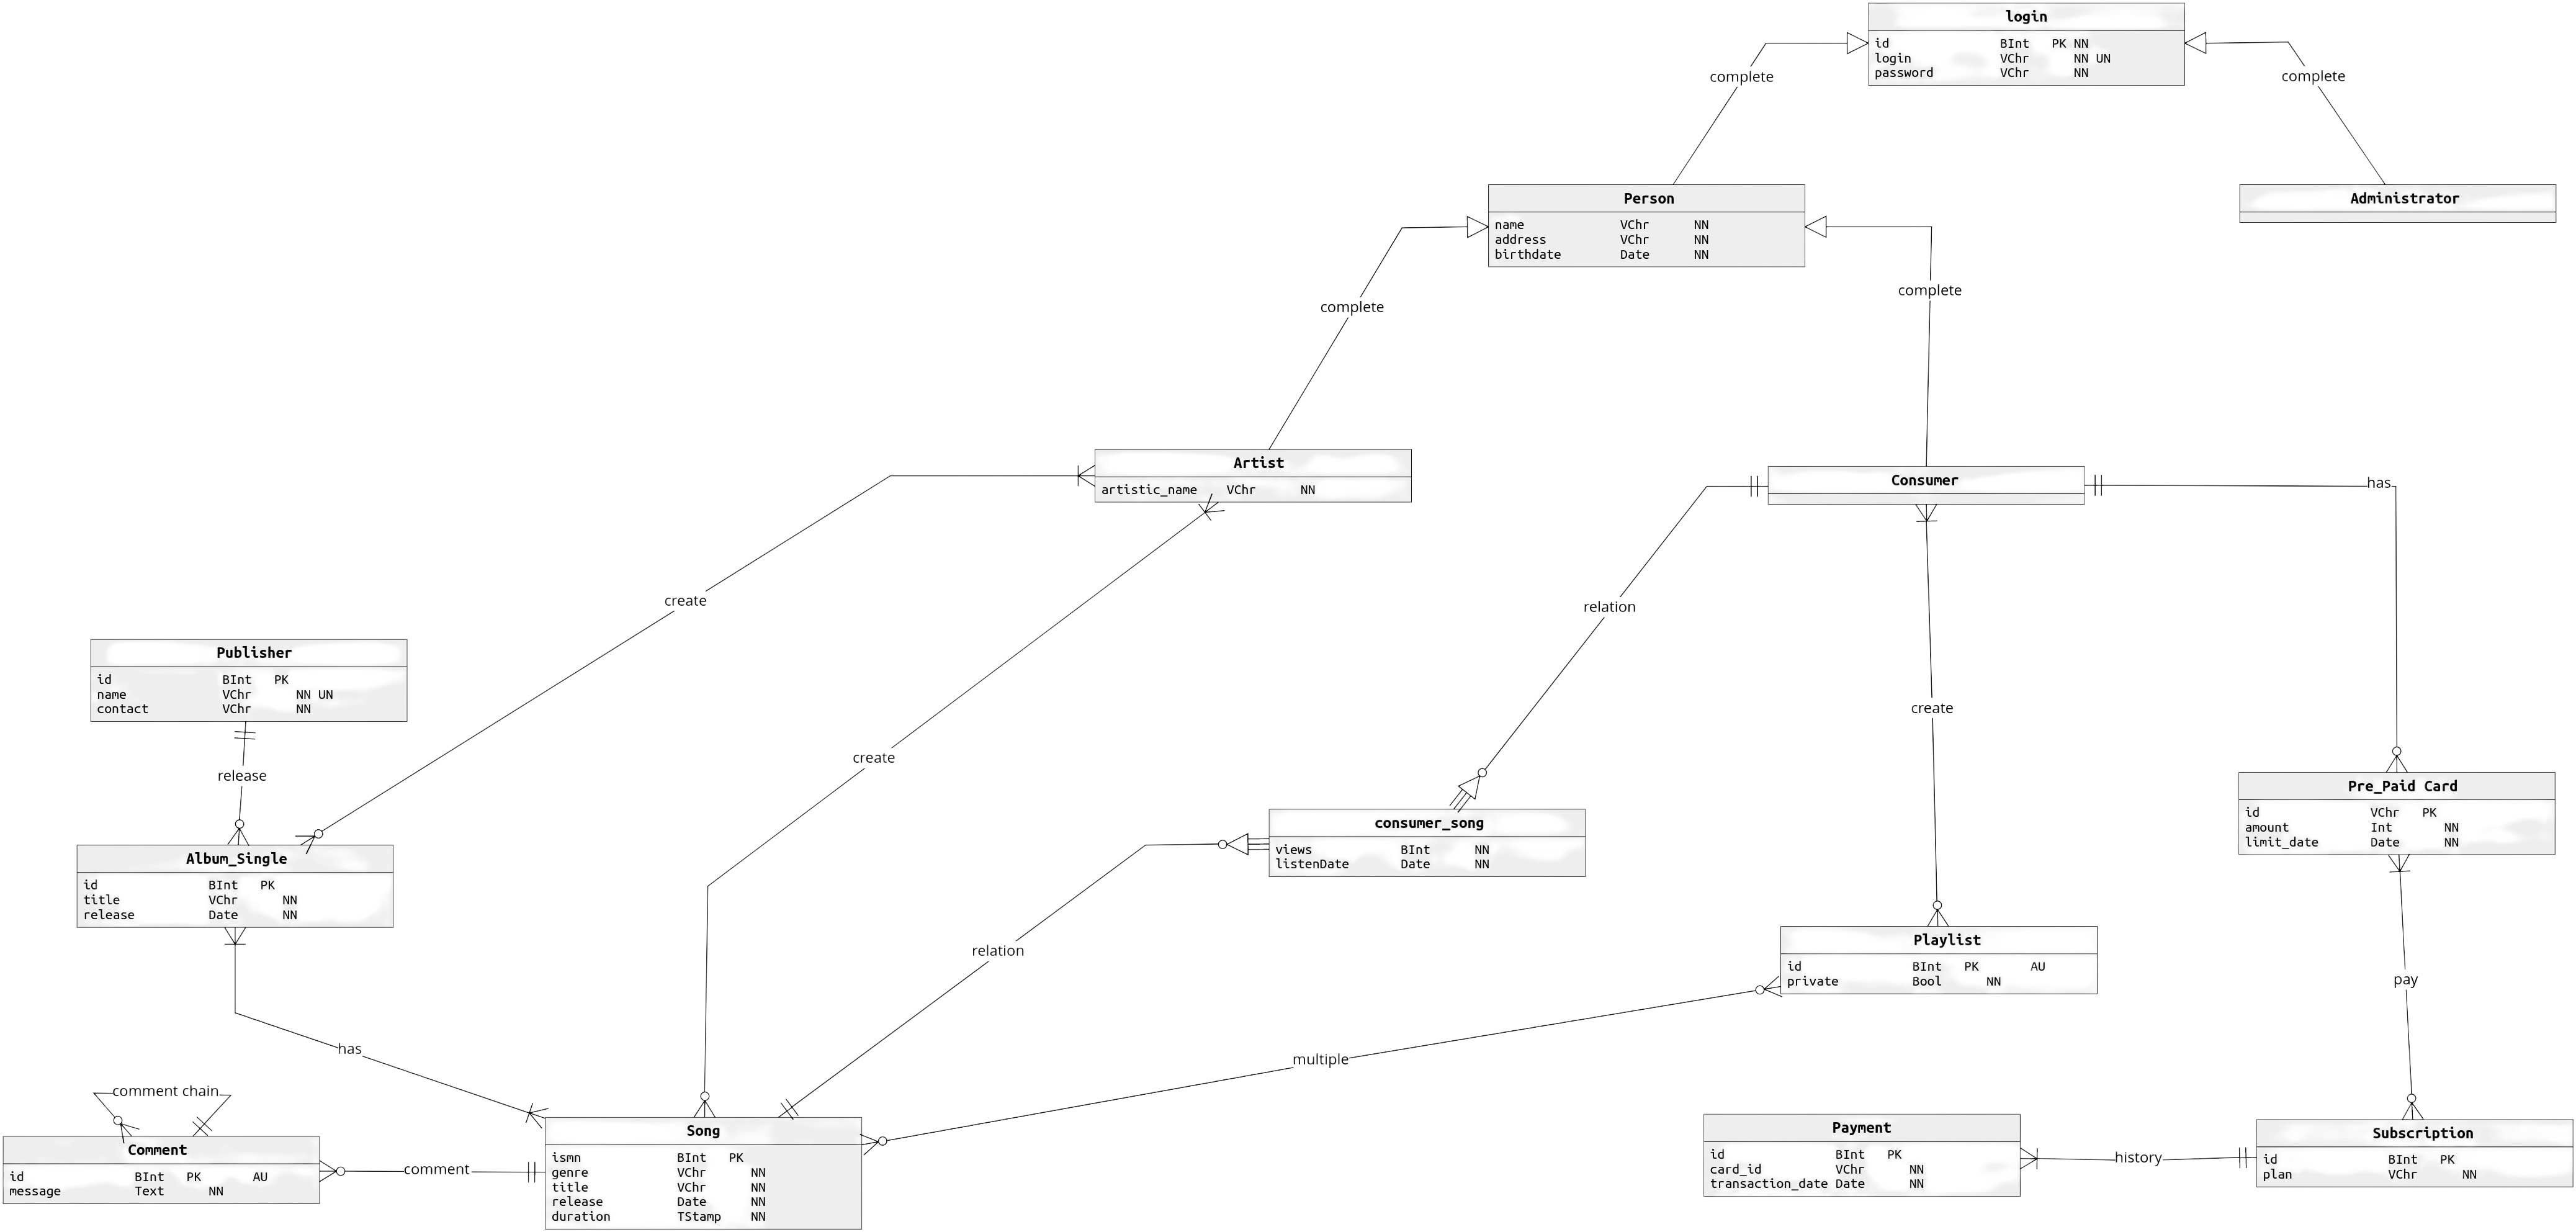 login
id BInt PK NN
login VChr NN UN
password VChr NN
complete
complete
Person
name VChr NN
address VChr NN
birthdate Date NN
Administrator
complete
complete
Artist
artistic_name VChr NN
Consumer
has
create
relation
Publisher
id BInt PK
name VChr NN UN
contact VChr NN
create
create
release
consumer_song
views BInt NN
listenDate Date NN
Pre_Paid Card
id VChr PK
amount Int NN
limit_date Date NN
Album_Single
id BInt PK
title VChr NN
release Date NN
relation
Playlist
id BInt PK AU
private Bool NN
pay
has
multiple
comment chain
Comment
id BInt PK AU
message Text NN
comment
Song
ismn BInt PK
genre VChr NN
title VChr NN
release Date NN
duration TStamp NN
Payment
id BInt PK
card_id VChr NN
transaction_date Date NN
history
Subscription
id BInt PK
plan VChr NN